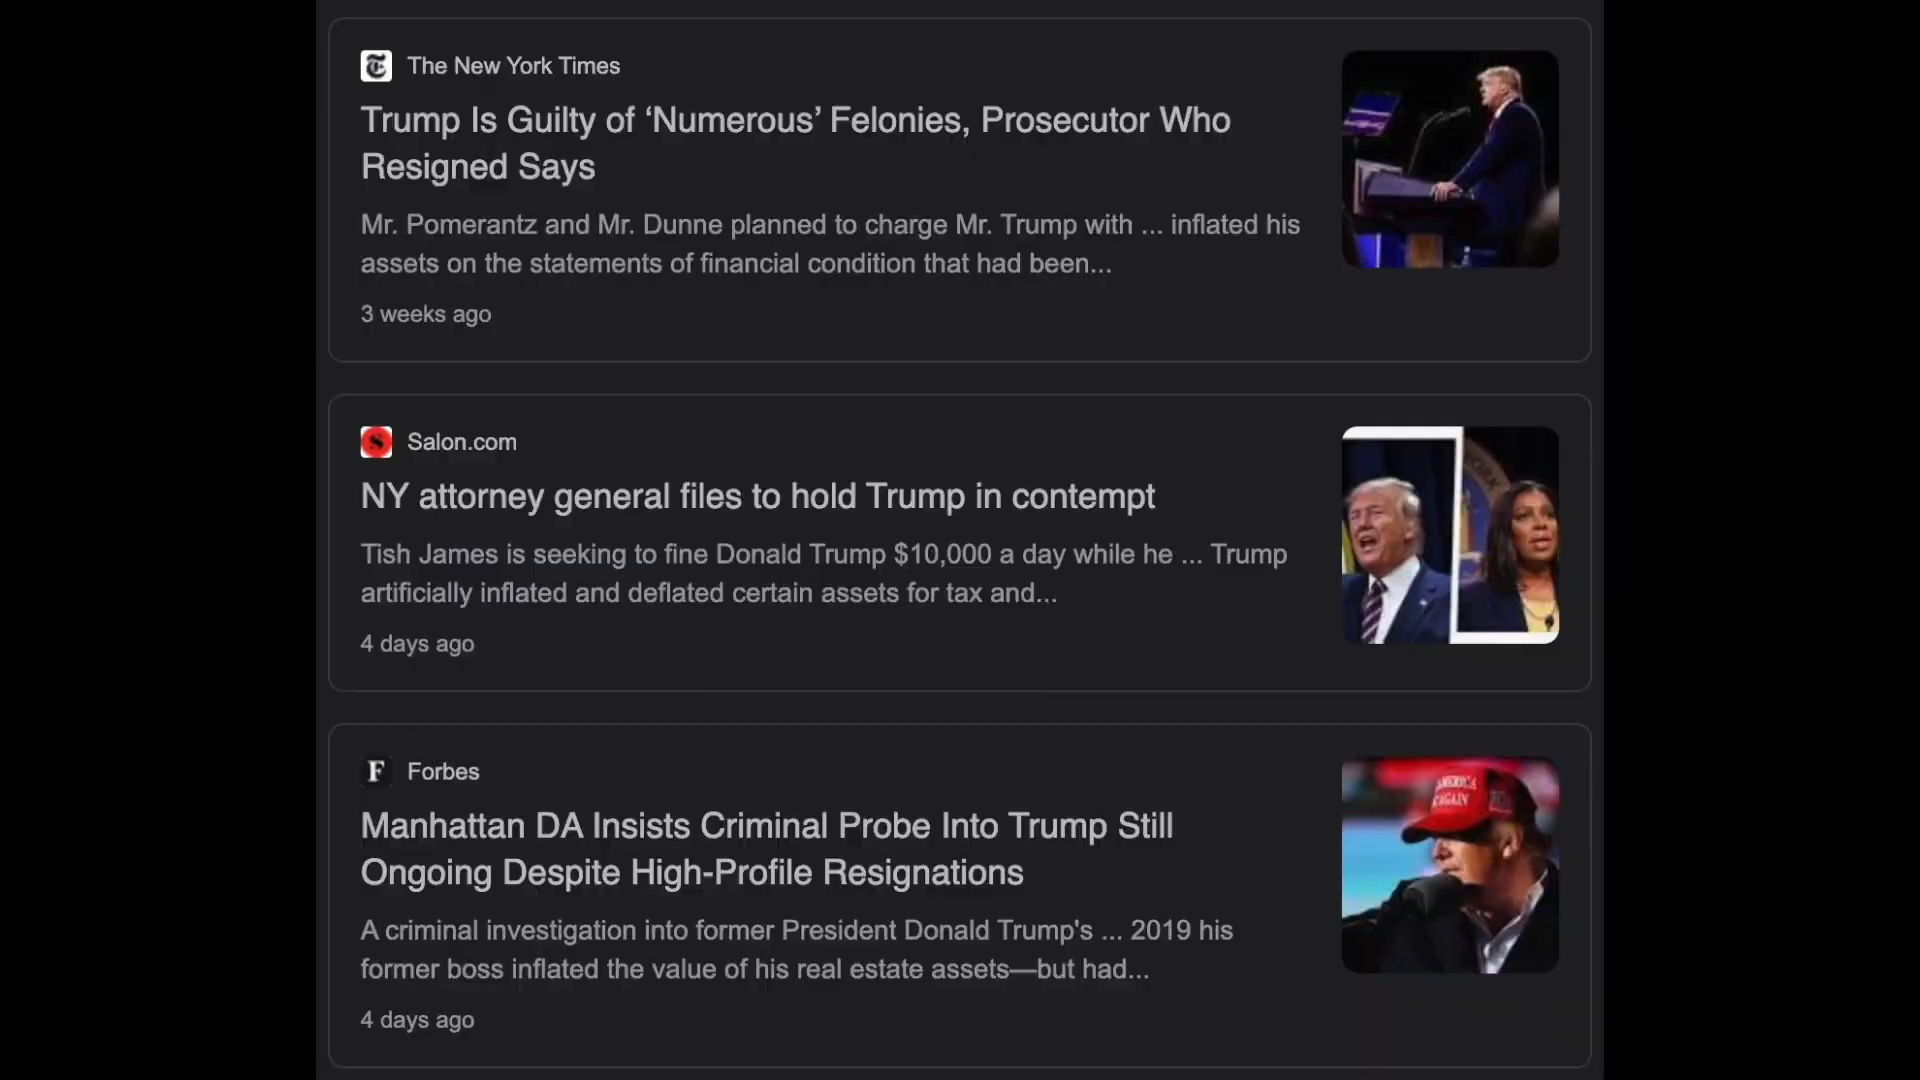 The New York Times
Trump Is Guilty of ‘Numerous’ Felonies, Prosecutor Who
Resigned Says
Mr. Pomerantz and Mr. Dunne planned to charge Mr. Trump with ... inflated his
assets on the statements of financial condition that had been...
3 weeks ago
Salon.com
NY attorney general files to hold Trump in contempt
Tish James is seeking to fine Donald Trump $10,000 a day while he ... Trump
artificially inflated and deflated certain assets for tax and...
4 days ago
F Forbes
Manhattan DA Insists Criminal Probe Into Trump Still
Ongoing Despite High-Profile Resignations
A criminal investigation into former President Donald Trump's ... 2019 his
former boss inflated the value of his real estate assets—but had...
4 days ago
AMERICA
AGAIN